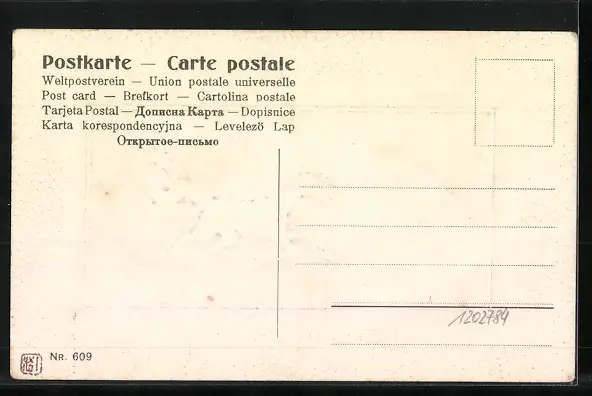 Postkarte — Carte postale
Weltpostverein — Union postale universelle
Post card — Brefkort — Cartolina postale
Tarjeta Postal — Дописна Карта — Dopisnice
Karta korespondencyjna — Levelező Lap
Открытое-письмо
1202784
NR. 609